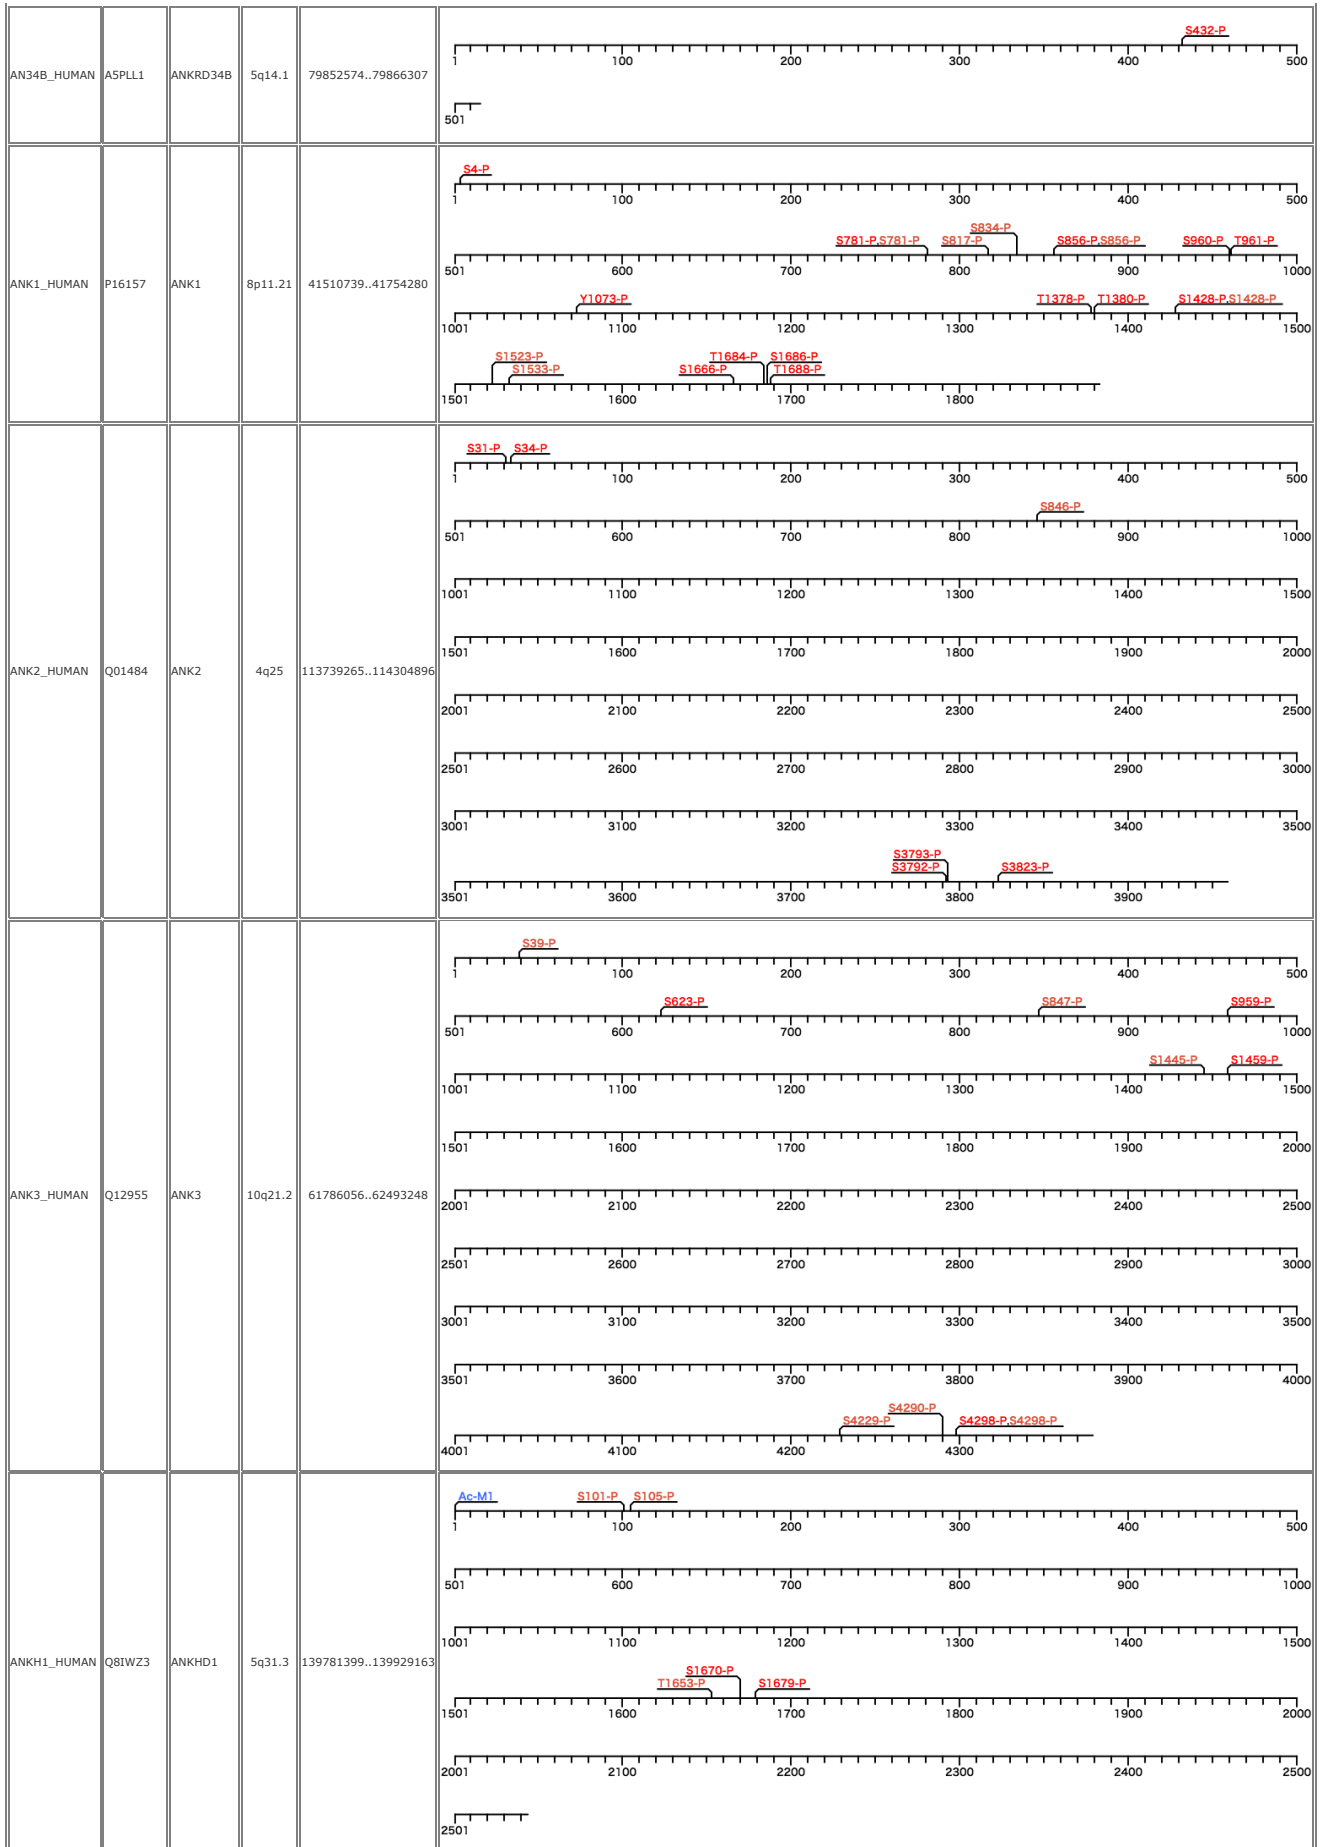 AN34B_HUMAN A5PLL1 ANKRD34B 5q14.1 79852574..79866307
S432-P
1 100 200 300 400 500
501
ANK1_HUMAN P16157 ANK1 8p11.21 41510739..41754280
S4-P
1 100 200 300 400 500
S834-P
S781-P,S781-P S817-P S856-P,S856-P S960-P T961-P
501 600 700 800 900 1000
Y1073-P T1378-P T1380-P S1428-P,S1428-P
1001 1100 1200 1300 1400 1500
S1523-P T1684-P S1686-P
S1533-P S1666-P T1688-P
1501 1600 1700 1800
ANK2_HUMAN Q01484 ANK2 4q25 113739265..114304896
S31-P S34-P
1 100 200 300 400 500
S846-P
501 600 700 800 900 1000
1001 1100 1200 1300 1400 1500
1501 1600 1700 1800 1900 2000
2001 2100 2200 2300 2400 2500
2501 2600 2700 2800 2900 3000
3001 3100 3200 3300 3400 3500
S3793-P
S3792-P S3823-P
3501 3600 3700 3800 3900
ANK3_HUMAN Q12955 ANK3 10q21.2 61786056..62493248
S39-P
1 100 200 300 400 500
S623-P S847-P S959-P
501 600 700 800 900 1000
S1445-P S1459-P
1001 1100 1200 1300 1400 1500
1501 1600 1700 1800 1900 2000
2001 2100 2200 2300 2400 2500
2501 2600 2700 2800 2900 3000
3001 3100 3200 3300 3400 3500
3501 3600 3700 3800 3900 4000
S4290-P
S4229-P S4298-P,S4298-P
4001 4100 4200 4300
ANKH1_HUMAN Q8IWZ3 ANKHD1 5q31.3 139781399..139929163
Ac-M1 S101-P S105-P
1 100 200 300 400 500
501 600 700 800 900 1000
1001 1100 1200 1300 1400 1500
S1670-P
T1653-P S1679-P
1501 1600 1700 1800 1900 2000
2001 2100 2200 2300 2400 2500
2501